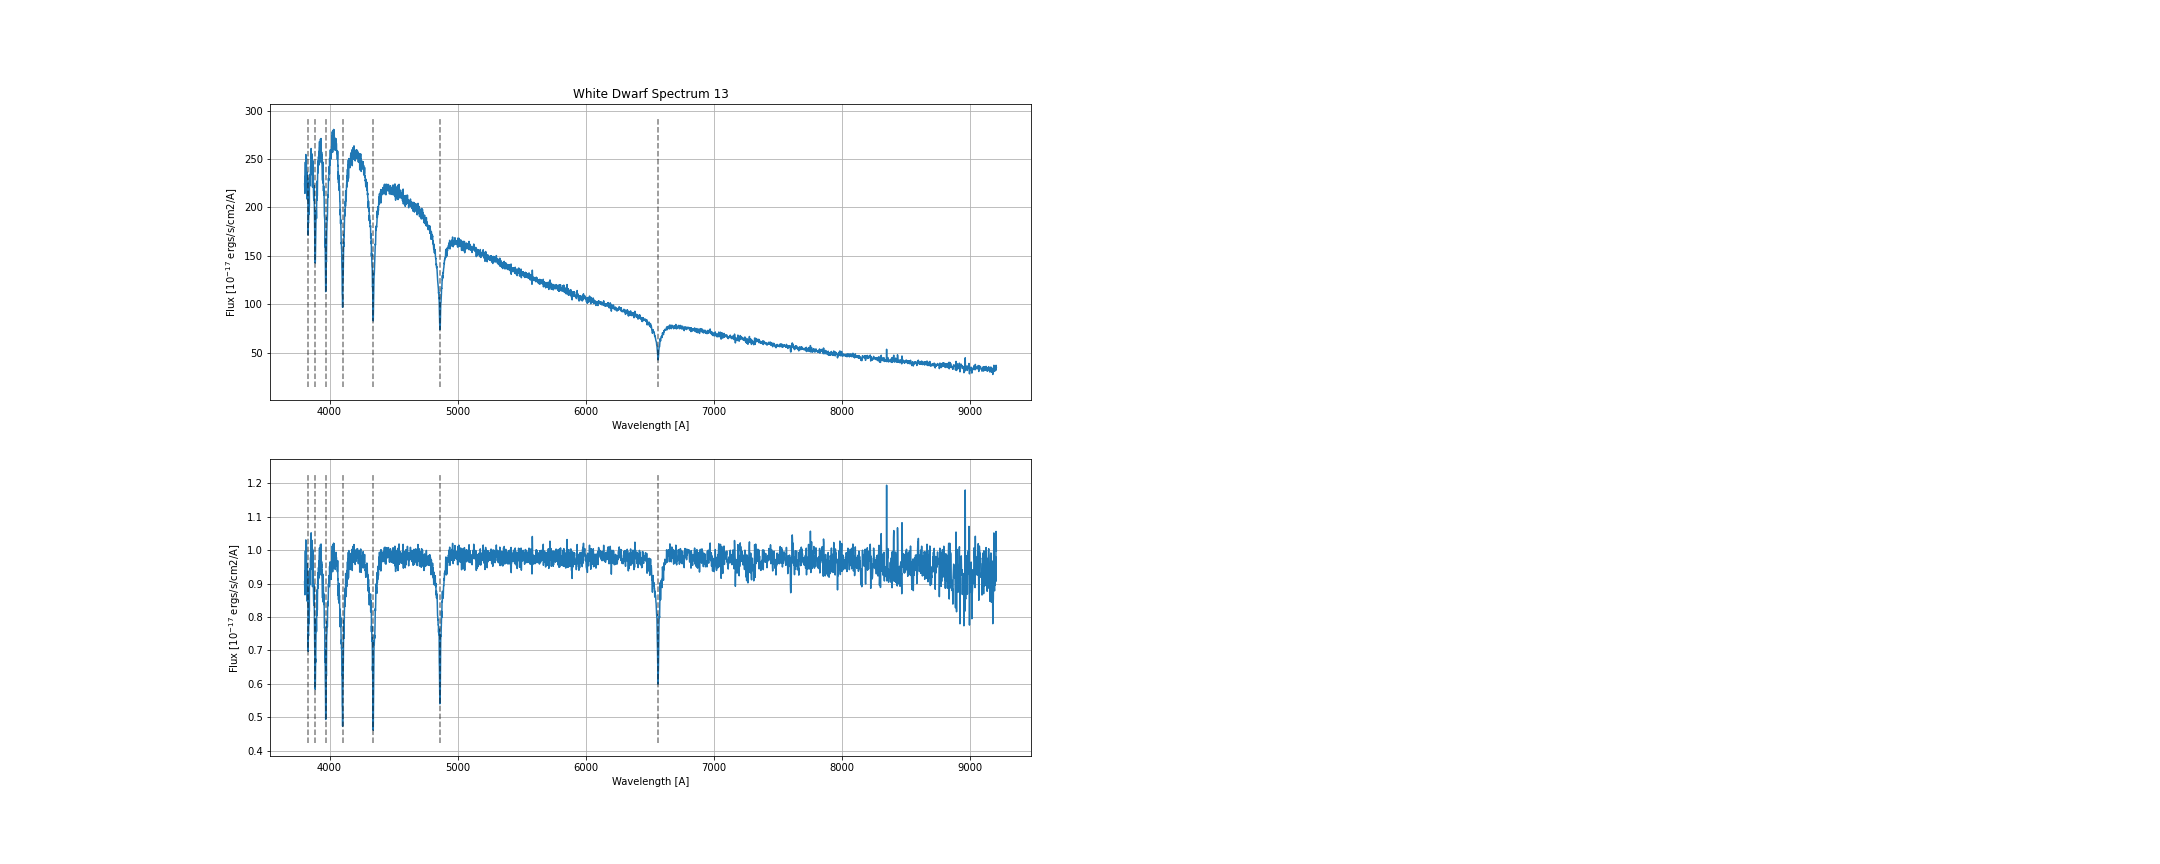 White Dwarf Spectrum 13
300
250
200
150
100
50
Flux [10⁻¹⁷ ergs/s/cm2/A]
4000 5000 6000 7000 8000 9000
Wavelength [A]
1.2
1.1
1.0
0.9
0.8
0.7
0.6
0.5
0.4
Flux [10⁻¹⁷ ergs/s/cm2/A]
4000 5000 6000 7000 8000 9000
Wavelength [A]